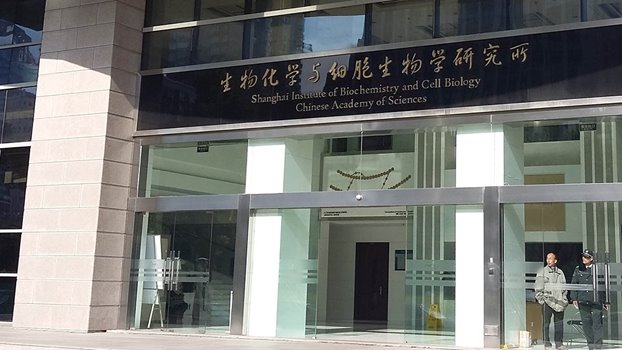 生物化学与细胞生物学研究所
Shanghai Institute of Biochemistry and Cell Biology
Chinese Academy of Sciences